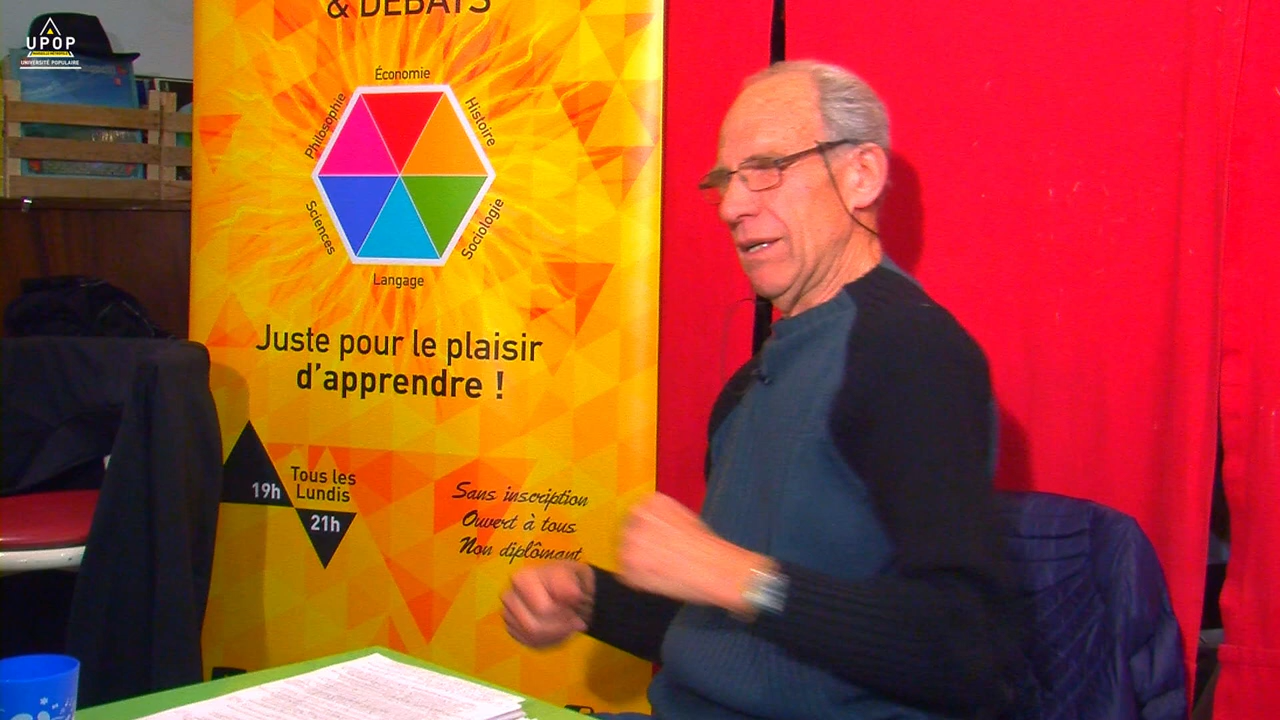 UPOP
UNIVERSITÉ POPULAIRE
& DÉBATS
Économie
Philosophie
Histoire
Sciences
Sociologie
Langage
Juste pour le plaisir
d'apprendre !
Tous les
Lundis
19h
21h
Sans inscription
Ouvert à tous
Non diplômant